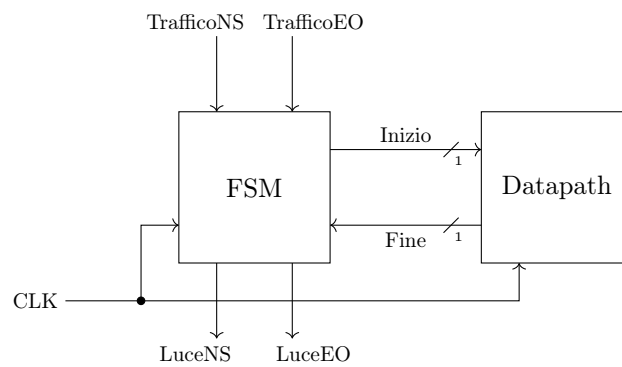 TrafficoNS TrafficoEO
Inizio
1
FSM
Datapath
Fine
1
CLK
LuceNS LuceEO